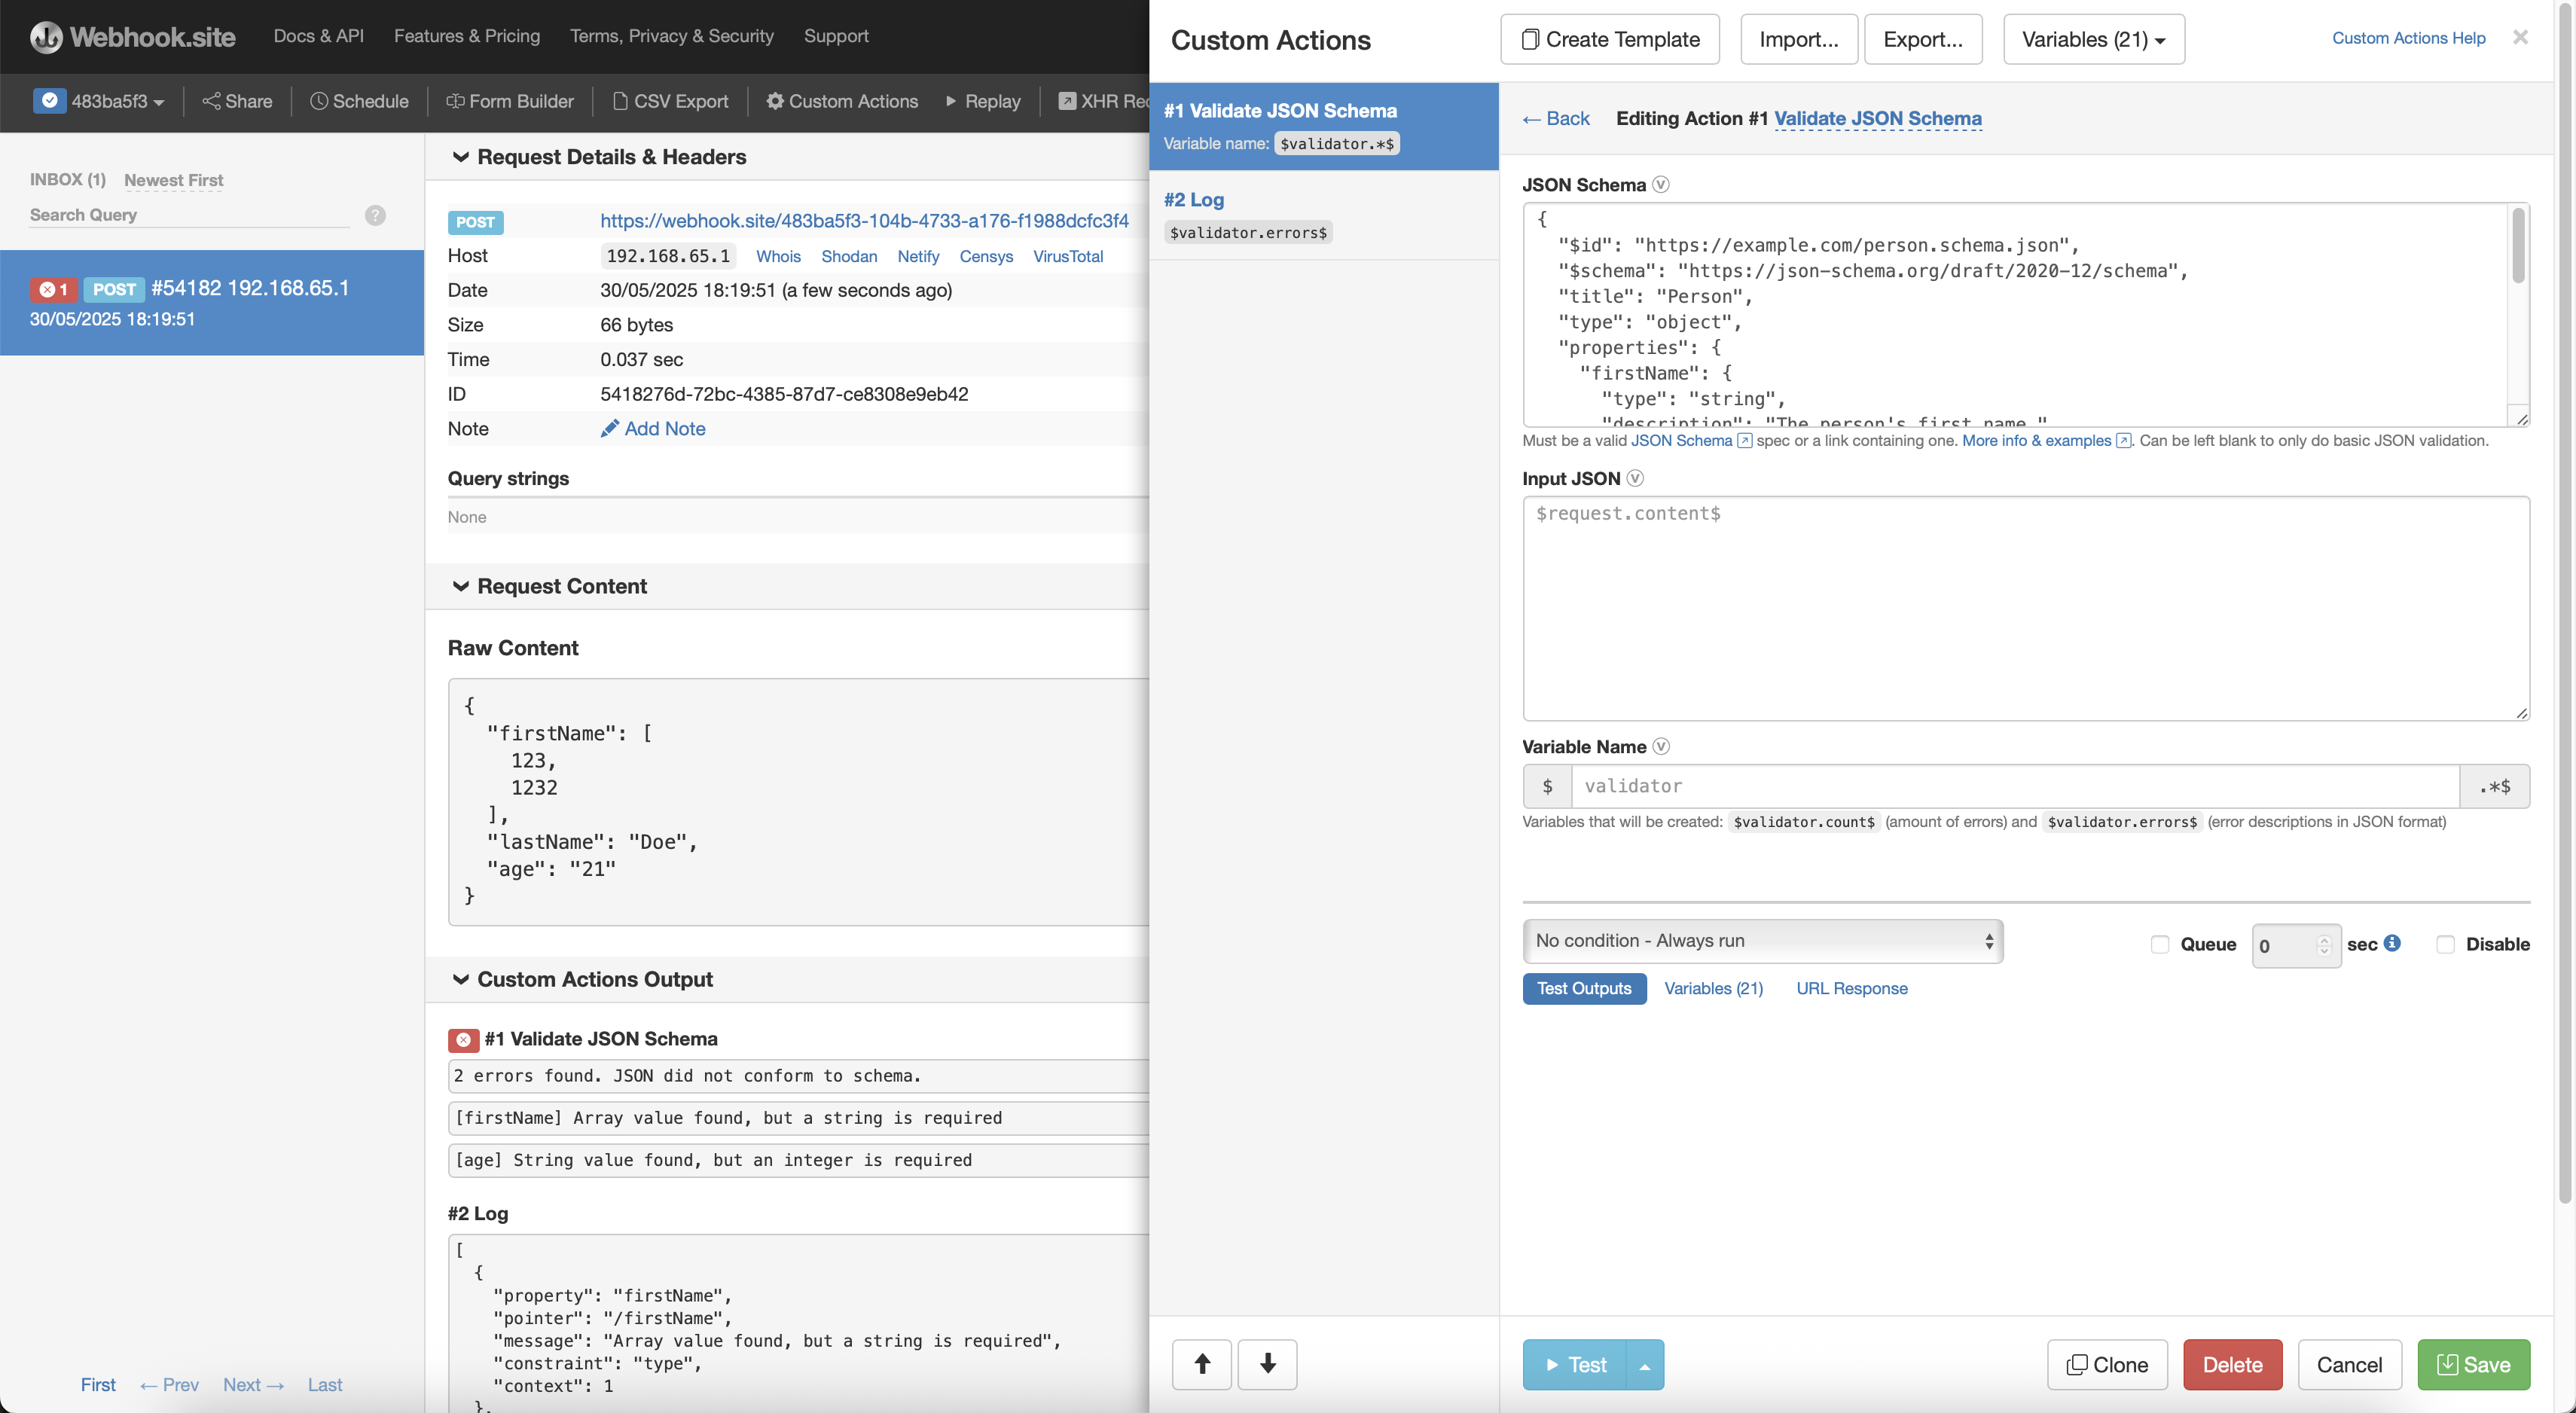 Webhook.site
Docs & API
Features & Pricing
Terms, Privacy & Security
Support
483ba5f3
Share
Schedule
Form Builder
CSV Export
Custom Actions
Replay
XHR Rec
INBOX (1)
Newest First
Search Query
?
1 POST #54182 192.168.65.1
30/05/2025 18:19:51
First
← Prev
Next →
Last
Request Details & Headers
POST https://webhook.site/483ba5f3-104b-4733-a176-f1988dcfc3f4
Host 192.168.65.1 Whois Shodan Netify Censys VirusTotal
Date 30/05/2025 18:19:51 (a few seconds ago)
Size 66 bytes
Time 0.037 sec
ID 5418276d-72bc-4385-87d7-ce8308e9eb42
Note Add Note
Query strings
None
Request Content
Raw Content
{
"firstName": [
123,
1232
],
"lastName": "Doe",
"age": "21"
}
Custom Actions Output
#1 Validate JSON Schema
2 errors found. JSON did not conform to schema.
[firstName] Array value found, but a string is required
[age] String value found, but an integer is required
#2 Log
[
{
"property": "firstName",
"pointer": "/firstName",
"message": "Array value found, but a string is required",
"constraint": "type",
"context": 1
},
Custom Actions
Create Template
Import...
Export...
Variables (21)
Custom Actions Help
#1 Validate JSON Schema
Variable name: $validator.*$
#2 Log
$validator.errors$
← Back
Editing Action #1 Validate JSON Schema
JSON Schema V
{
"$id": "https://example.com/person.schema.json",
"$schema": "https://json-schema.org/draft/2020-12/schema",
"title": "Person",
"type": "object",
"properties": {
"firstName": {
"type": "string",
"description": "The person's first name."
Must be a valid JSON Schema spec or a link containing one. More info & examples. Can be left blank to only do basic JSON validation.
Input JSON V
$request.content$
Variable Name V
$ validator .*$
Variables that will be created: $validator.count$ (amount of errors) and $validator.errors$ (error descriptions in JSON format)
No condition - Always run
Queue 0 sec
Disable
Test Outputs
Variables (21)
URL Response
Test
Clone
Delete
Cancel
Save